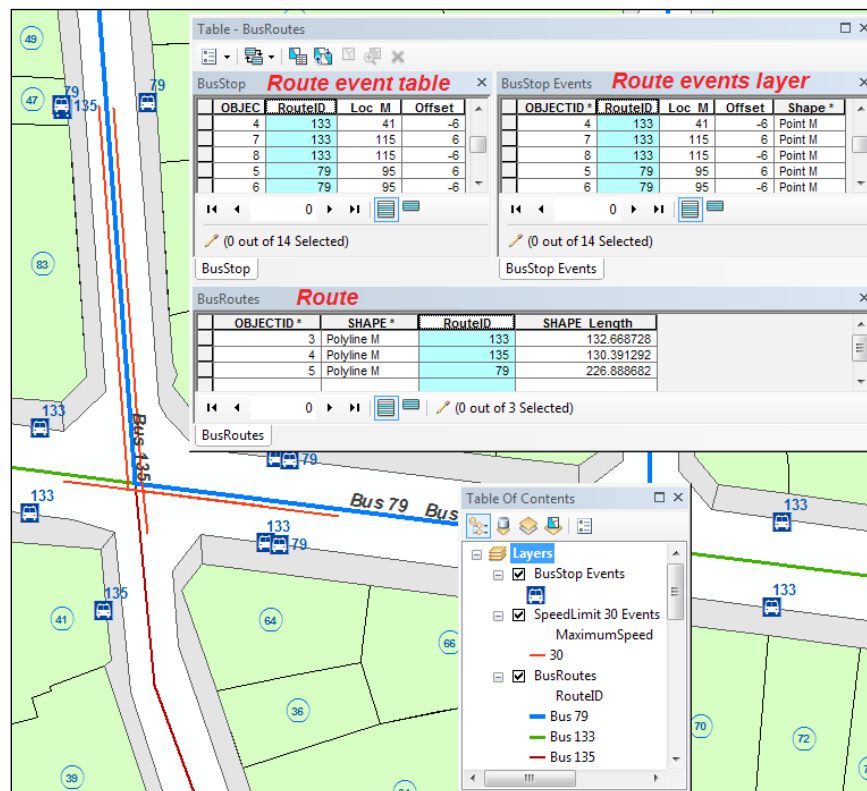 Table - BusRoutes
BusStop Route event table
OBJEC RouteID Loc_M Offset
4 133 41 -6
7 133 115 6
8 133 115 -6
5 79 95 6
6 79 95 -6
0
(0 out of 14 Selected)
BusStop
BusStop Events Route events layer
OBJECTID * RouteID Loc_M Offset Shape *
4 133 41 -6 Point M
7 133 115 6 Point M
8 133 115 -6 Point M
5 79 95 6 Point M
6 79 95 -6 Point M
0
(0 out of 14 Selected)
BusStop Events
BusRoutes Route
OBJECTID * SHAPE * RouteID SHAPE_Length
3 Polyline M 133 132.668728
4 Polyline M 135 130.391292
5 Polyline M 79 226.888682
0
(0 out of 3 Selected)
BusRoutes
49
79
135
79
47
83
133
Bus 135
79
Bus 79 Bus
133
133
79
135
41
64
66
36
39
133
133
70
72
Table Of Contents
Layers
BusStop Events
SpeedLimit 30 Events
MaximumSpeed
30
BusRoutes
RouteID
Bus 79
Bus 133
Bus 135